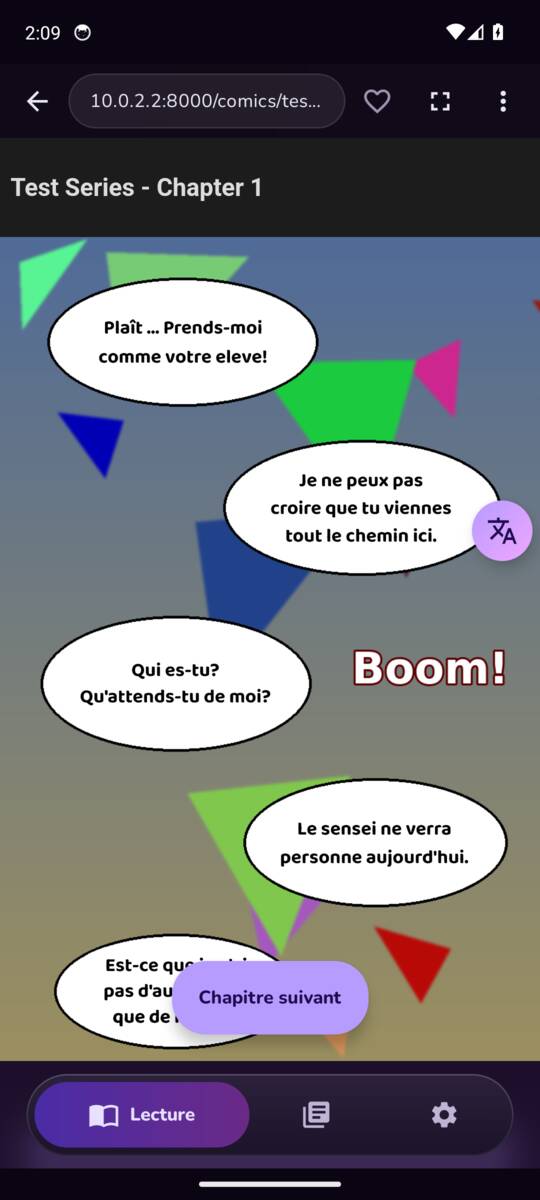 2:09
10.0.2.2:8000/comics/tes...
Test Series - Chapter 1
Plaît ... Prends-moi
comme votre eleve!
Je ne peux pas
croire que tu viennes
tout le chemin ici.
Qui es-tu?
Qu'attends-tu de moi?
Boom!
Le sensei ne verra
personne aujourd'hui.
Est-ce que
pas
que de
Chapitre suivant
Lecture